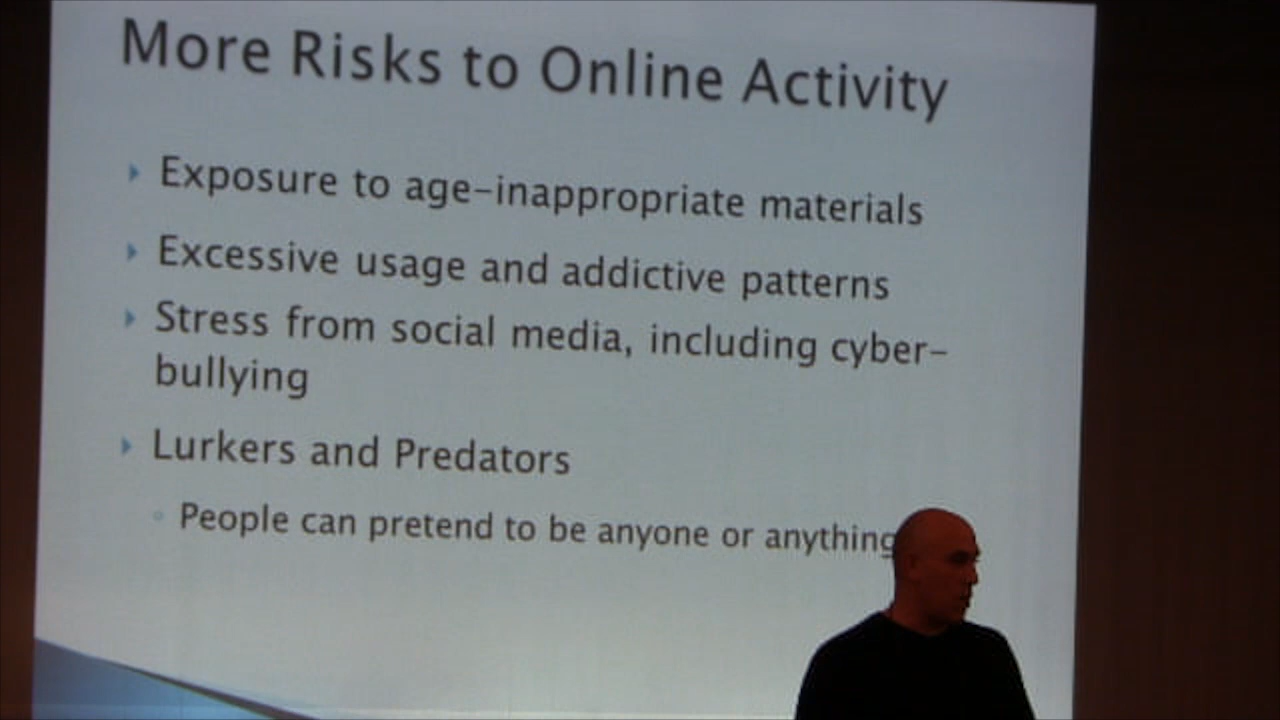 More Risks to Online Activity
Exposure to age-inappropriate materials
Excessive usage and addictive patterns
Stress from social media, including cyber-
bullying
Lurkers and Predators
People can pretend to be anyone or anything